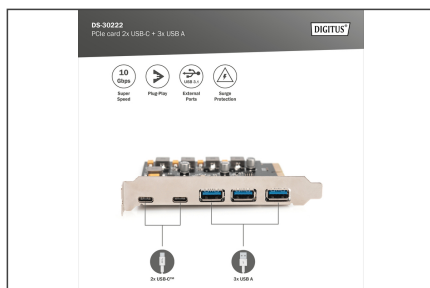 DS-30222
PCIe card 2x USB-C + 3x USB A
DIGITUS®
10
Gbps
USB 3.1
Super
Speed
Plug-Play
External
Ports
Surge
Protection
2x USB-C™
3x USB A